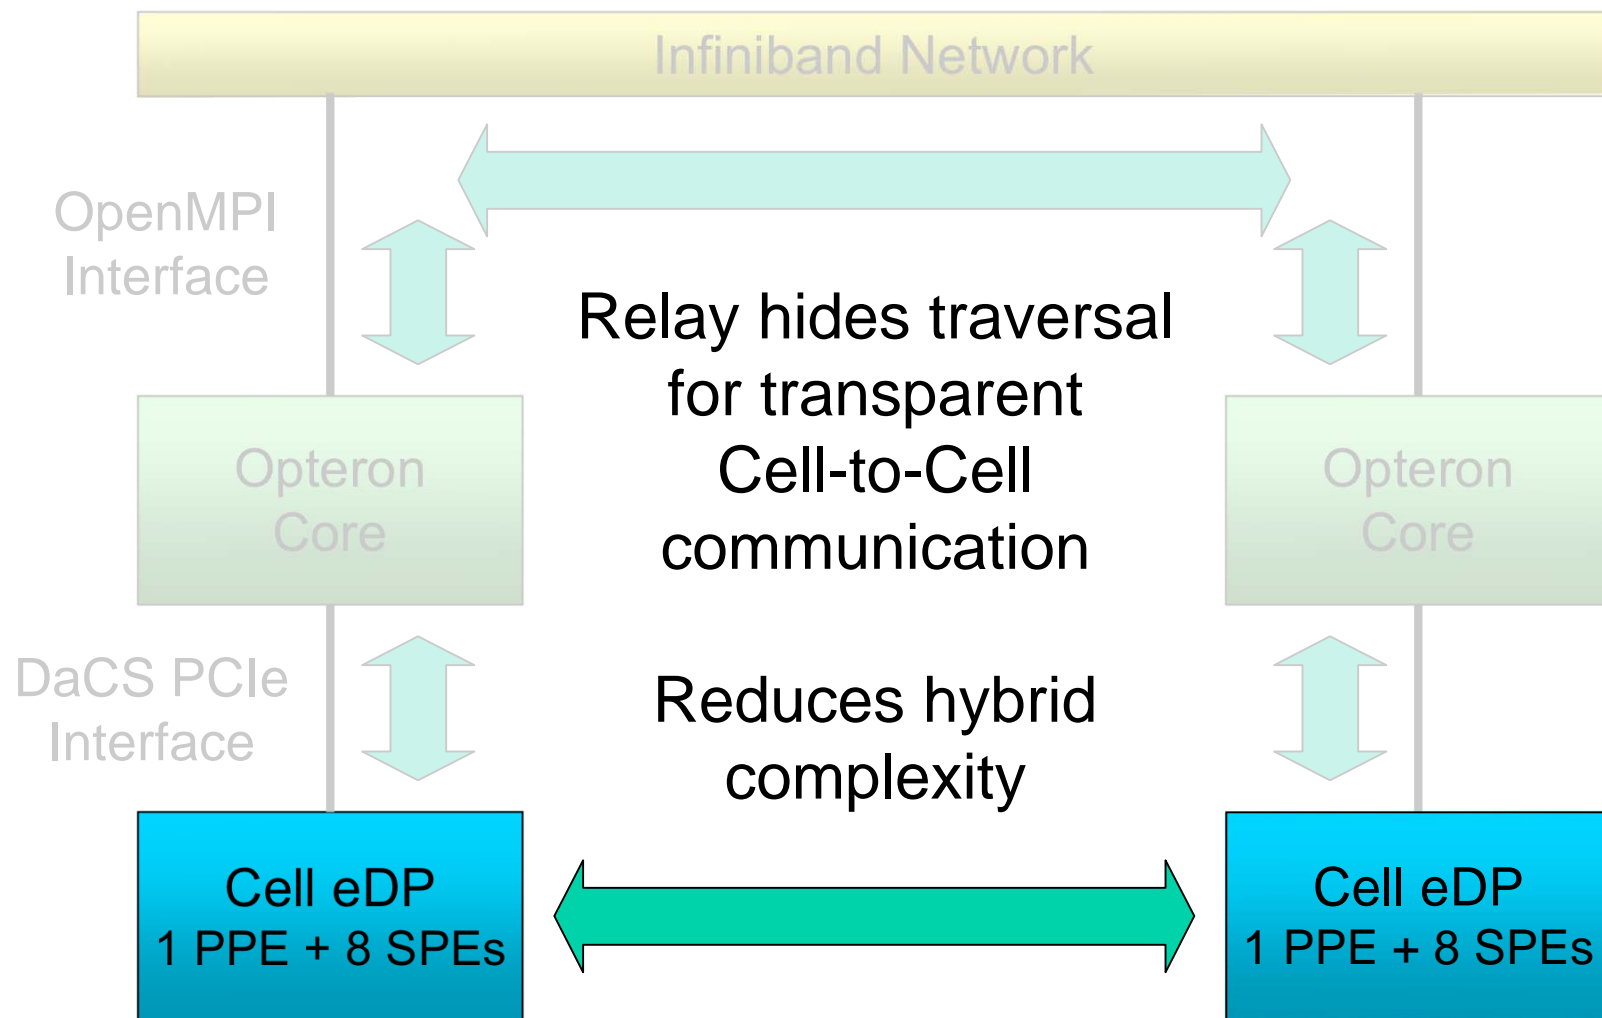 Infiniband Network
OpenMPI
Interface
Relay hides traversal
for transparent
Cell-to-Cell
communication
Opteron
Core
Opteron
Core
DaCS PCIe
Interface
Reduces hybrid
complexity
Cell eDP
1 PPE + 8 SPEs
Cell eDP
1 PPE + 8 SPEs